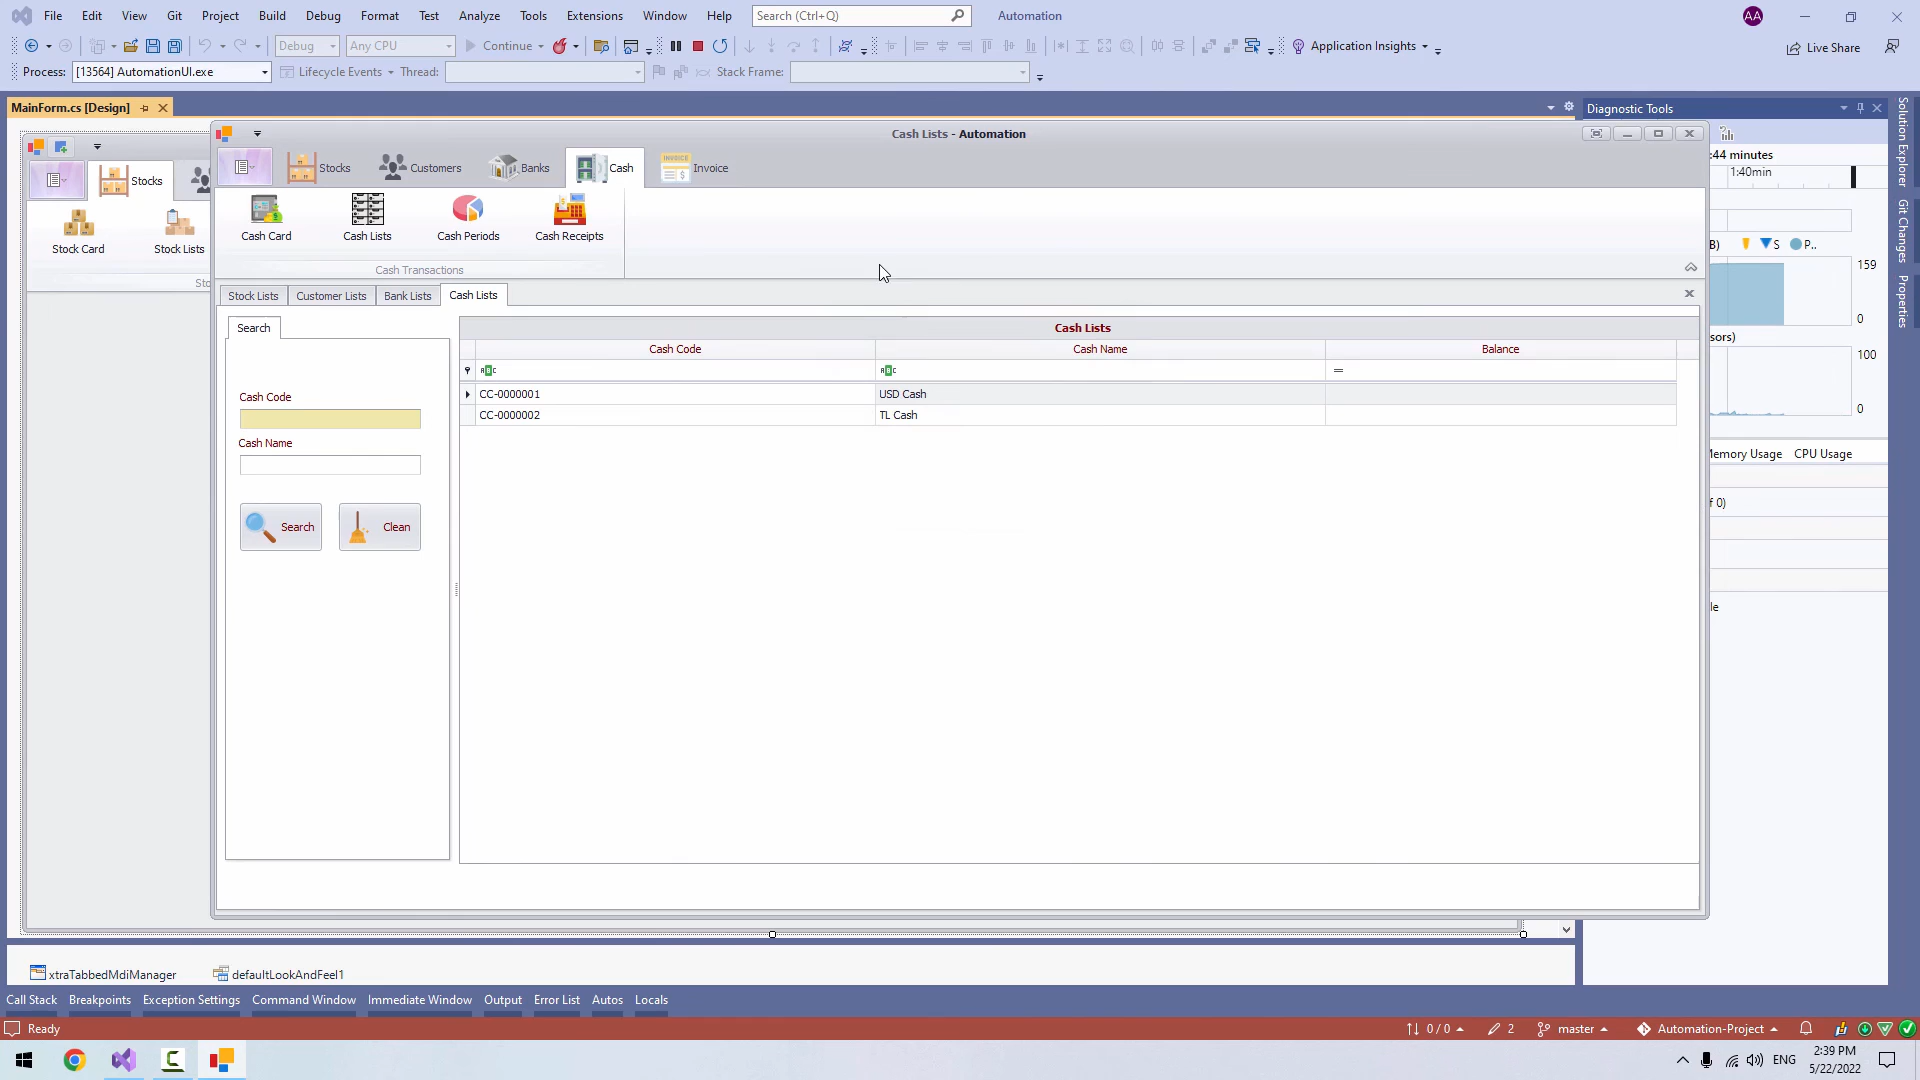 File Edit View Git Project Build Debug Format Test Analyze Tools Extensions Window Help Search (Ctrl+Q) Automation AA
Debug Any CPU Continue Application Insights Live Share
Process: [13564] AutomationUI.exe Lifecycle Events Thread: Stack Frame:
MainForm.cs [Design]
Diagnostic Tools
Cash Lists - Automation
:44 minutes
1:40min
Stocks
Stock Card Stock Lists
Sto
Stocks Customers Banks Cash INVOICE Invoice
Cash Card Cash Lists Cash Periods Cash Receipts
Cash Transactions
Stock Lists Customer Lists Bank Lists Cash Lists
Search
Cash Code
Cash Name
Search Clean
Cash Lists
Cash Code Cash Name Balance
ABC ABC =
CC-0000001 USD Cash
CC-0000002 TL Cash
B) S P..
159
0
sors)
100
0
Memory Usage CPU Usage
f 0)
le
Solution Explorer
Git Changes
Properties
xtraTabbedMdiManager defaultLookAndFeel1
Call Stack Breakpoints Exception Settings Command Window Immediate Window Output Error List Autos Locals
Ready 0 / 0 2 master Automation-Project
ENG 2:39 PM
5/22/2022